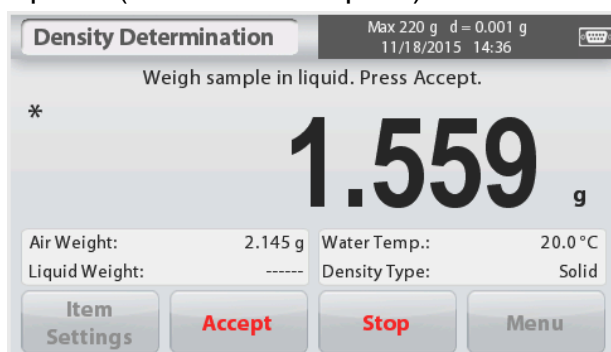 Density Determination
Max 220 g d=0.001 g
11/18/2015 14:36
Weigh sample in liquid. Press Accept.
*
1.559 g
Air Weight: 2.145 g Water Temp.: 20.0°C
Liquid Weight: ------ Density Type: Solid
Item Settings
Accept
Stop
Menu